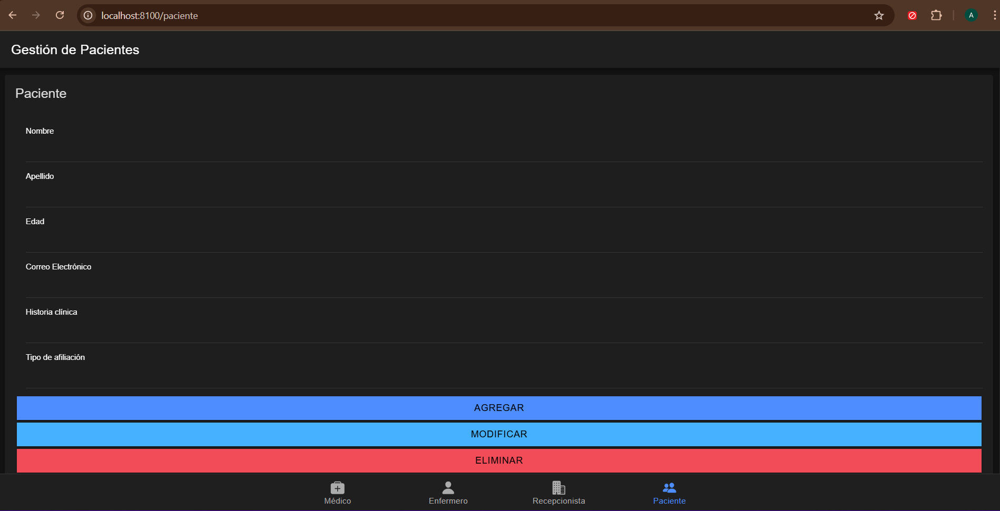 localhost:8100/paciente
A
Gestión de Pacientes
Paciente
Nombre
Apellido
Edad
Correo Electrónico
Historia clínica
Tipo de afiliación
AGREGAR
MODIFICAR
ELIMINAR
Médico
Enfermero
Recepcionista
Paciente